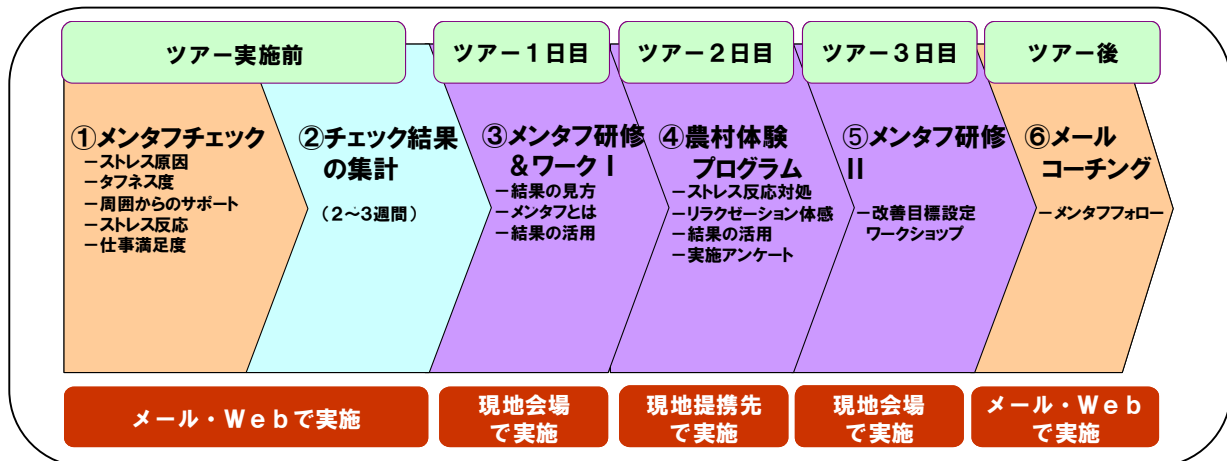 ツアー実施前
ツアー１日目
ツアー２日目
ツアー３日目
ツアー後
①メンタフチェック
－ストレス原因
－タフネス度
－周囲からのサポート
－ストレス反応
－仕事満足度
②チェック結果
の集計
（２～３週間）
③メンタフ研修
＆ワークⅠ
－結果の見方
－メンタフとは
－結果の活用
④農村体験
プログラム
－ストレス反応対処
－リラクゼーション体感
－結果の活用
－実施アンケート
⑤メンタフ研修
Ⅱ
－改善目標設定
ワークショップ
⑥メール
コーチング
－メンタフフォロー
メール・Ｗｅｂで実施
現地会場
で実施
現地提携先
で実施
現地会場
で実施
メール・Ｗｅｂ
で実施